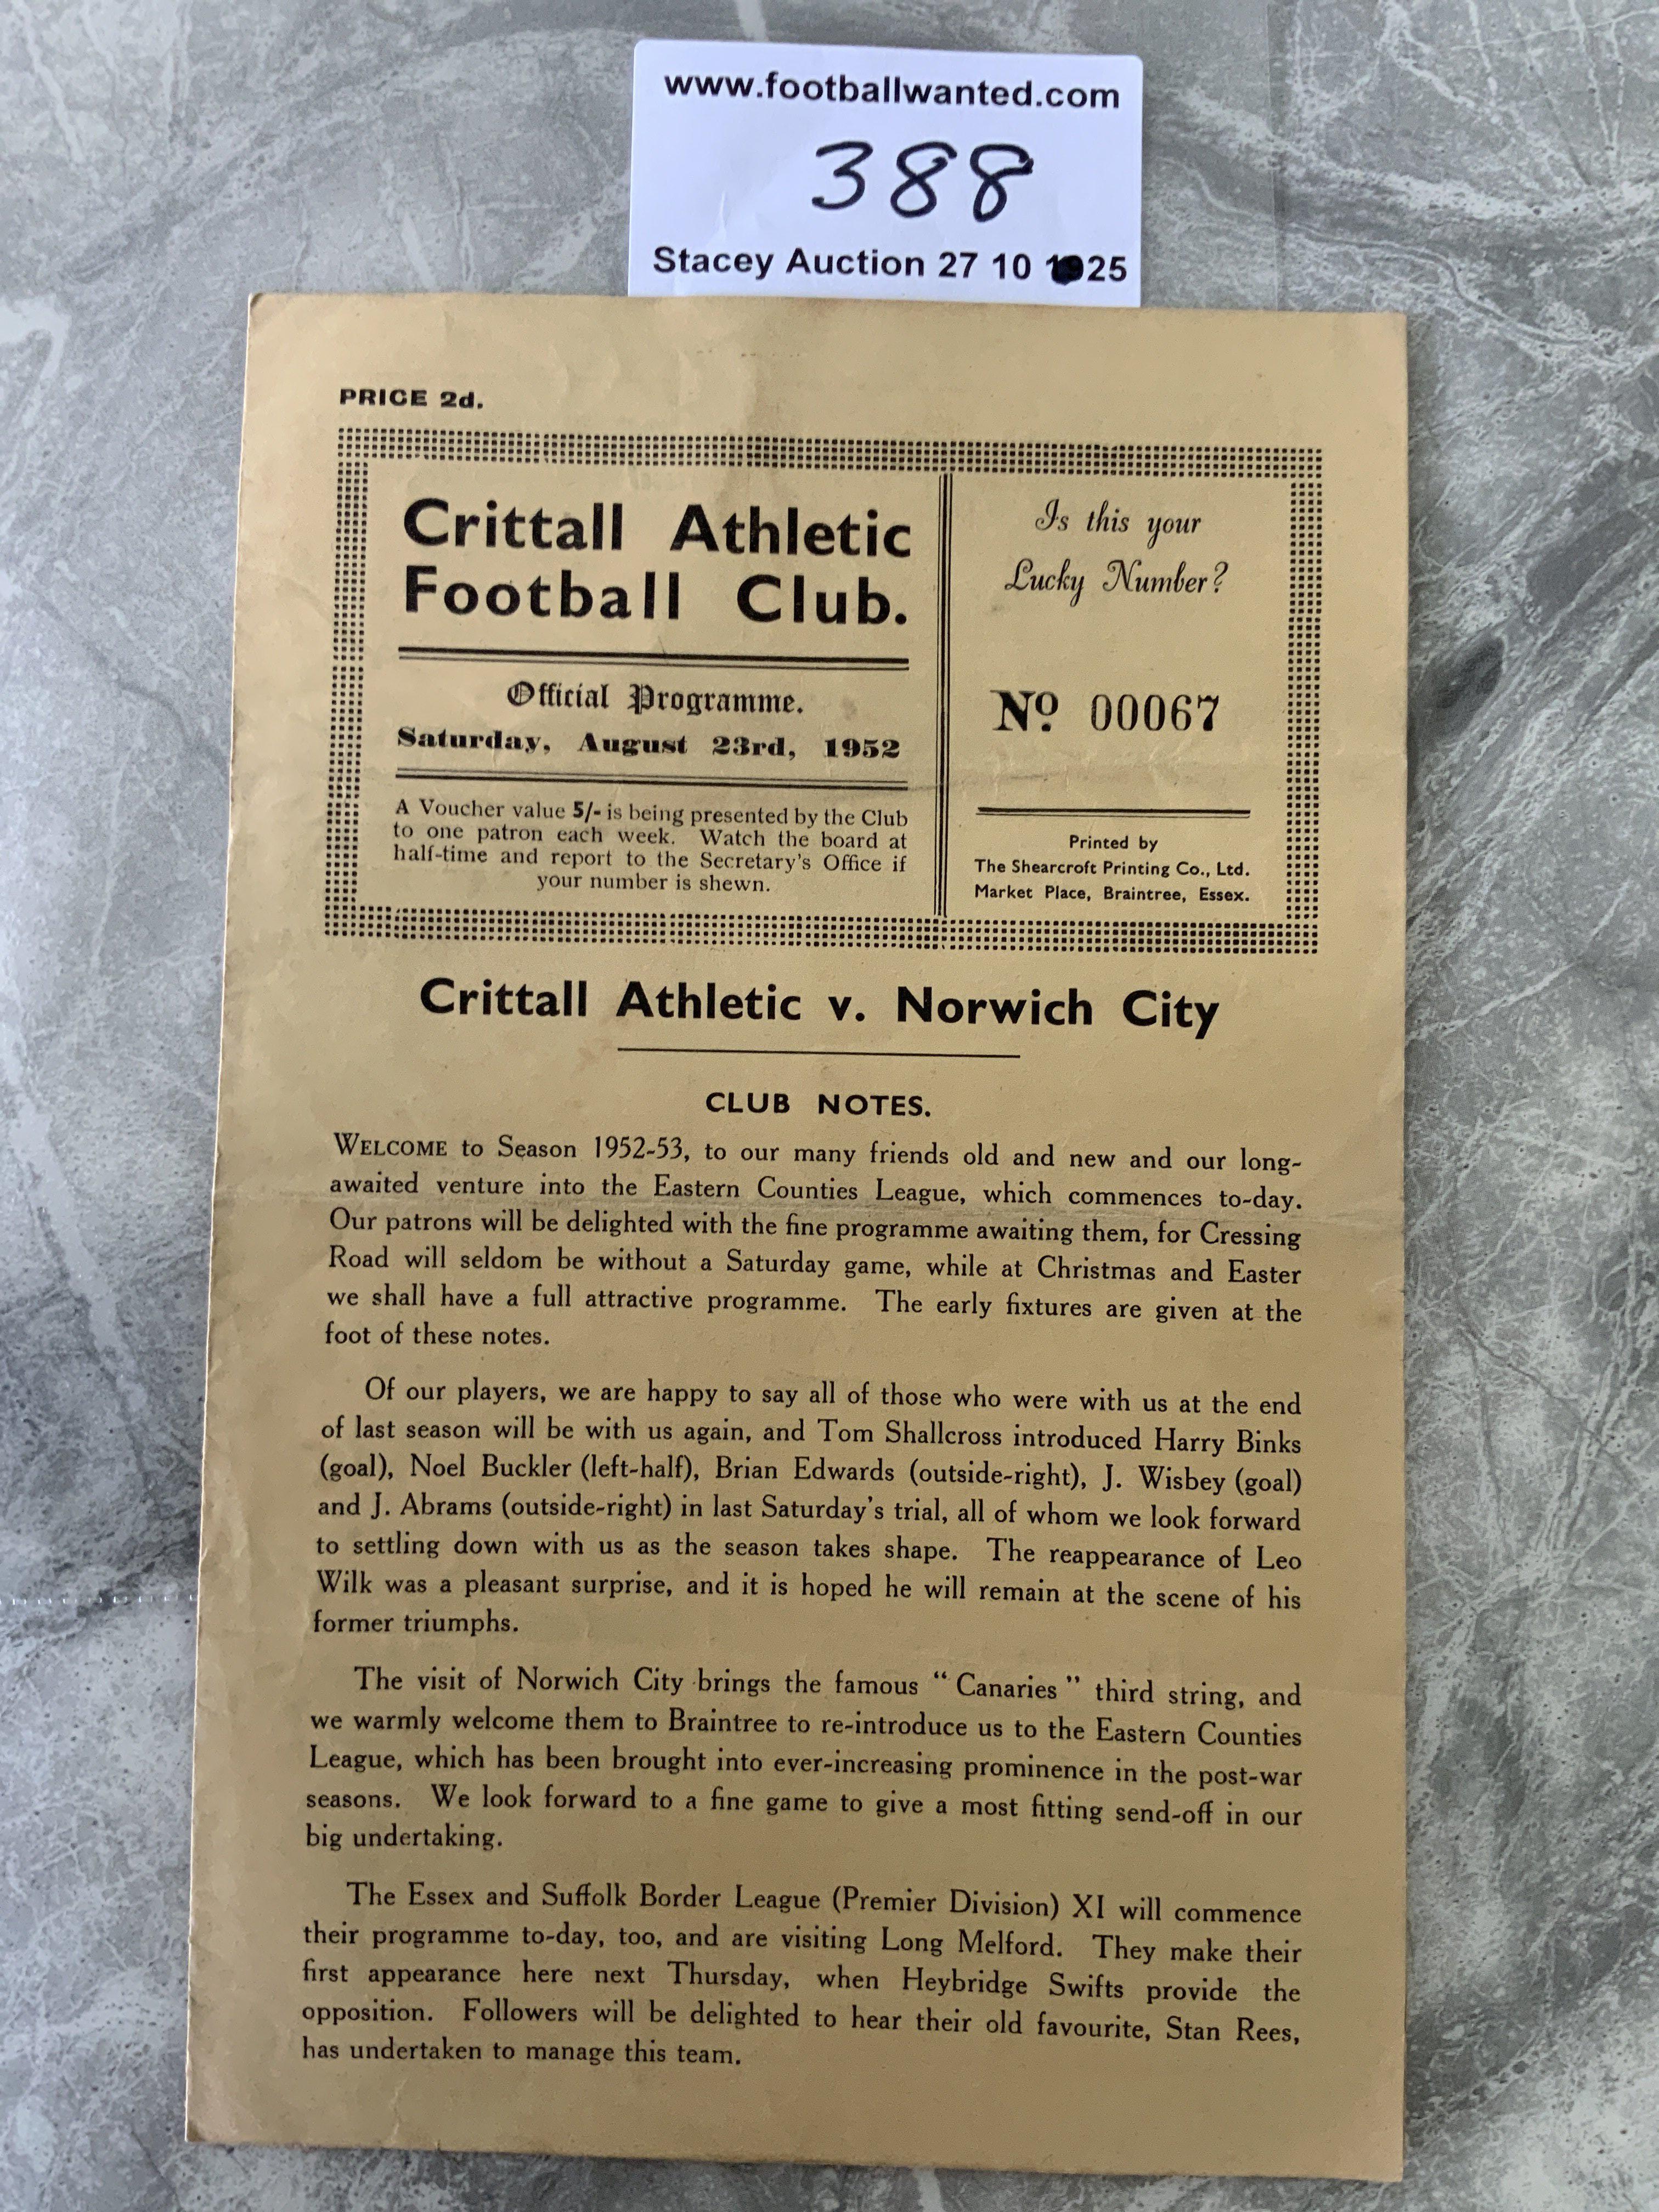 www.footballwanted.com
388
Stacey Auction 27 10 25
PRICE 2d.
Crittall Athletic
Football Club.
Official Programme.
Saturday, August 23rd, 1952
A Voucher value 5/- is being presented by the Club
to one patron each week. Watch the board at
half-time and report to the Secretary's Office if
your number is shewn.
Is this your
Lucky Number?
Nº 00067
Printed by
The Shearcroft Printing Co., Ltd.
Market Place, Braintree, Essex.
Crittall Athletic v. Norwich City
CLUB NOTES.
WELCOME to Season 1952-53, to our many friends old and new and our long-
awaited venture into the Eastern Counties League, which commences to-day.
Our patrons will be delighted with the fine programme awaiting them, for Cressing
Road will seldom be without a Saturday game, while at Christmas and Easter
we shall have a full attractive programme. The early fixtures are given at the
foot of these notes.
Of our players, we are happy to say all of those who were with us at the end
of last season will be with us again, and Tom Shallcross introduced Harry Binks
(goal), Noel Buckler (left-half), Brian Edwards (outside-right), J. Wisbey (goal)
and J. Abrams (outside-right) in last Saturday's trial, all of whom we look forward
to settling down with us as the season takes shape. The reappearance of Leo
Wilk was a pleasant surprise, and it is hoped he will remain at the scene of his
former triumphs.
The visit of Norwich City brings the famous "Canaries" third string, and
we warmly welcome them to Braintree to re-introduce us to the Eastern Counties
League, which has been brought into ever-increasing prominence in the post-war
seasons. We look forward to a fine game to give a most fitting send-off in our
big undertaking.
The Essex and Suffolk Border League (Premier Division) XI will commence
their programme to-day, too, and are visiting Long Melford. They make their
first appearance here next Thursday, when Heybridge Swifts provide the
opposition. Followers will be delighted to hear their old favourite, Stan Rees,
has undertaken to manage this team.